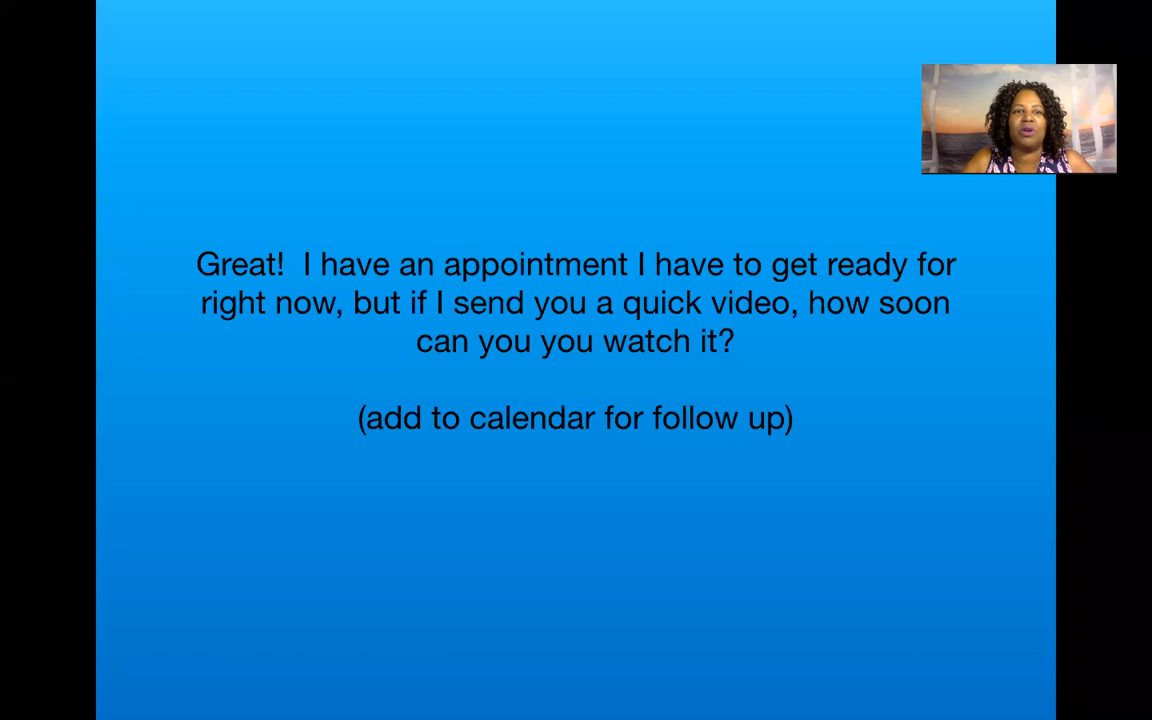 Great!  I have an appointment I have to get ready for
right now, but if I send you a quick video, how soon
can you you watch it?
(add to calendar for follow up)